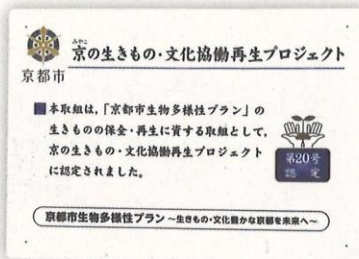 みやこ
京の生きもの・文化協働再生プロジェクト
京都市
■本取組は,「京都市生物多様性プラン」の
生きものの保全・再生に資する取組として,
京の生きもの・文化協働再生プロジェクト
に認定されました。
第20号
認定
京都市生物多様性プラン ~生きもの・文化豊かな京都を未来へ~